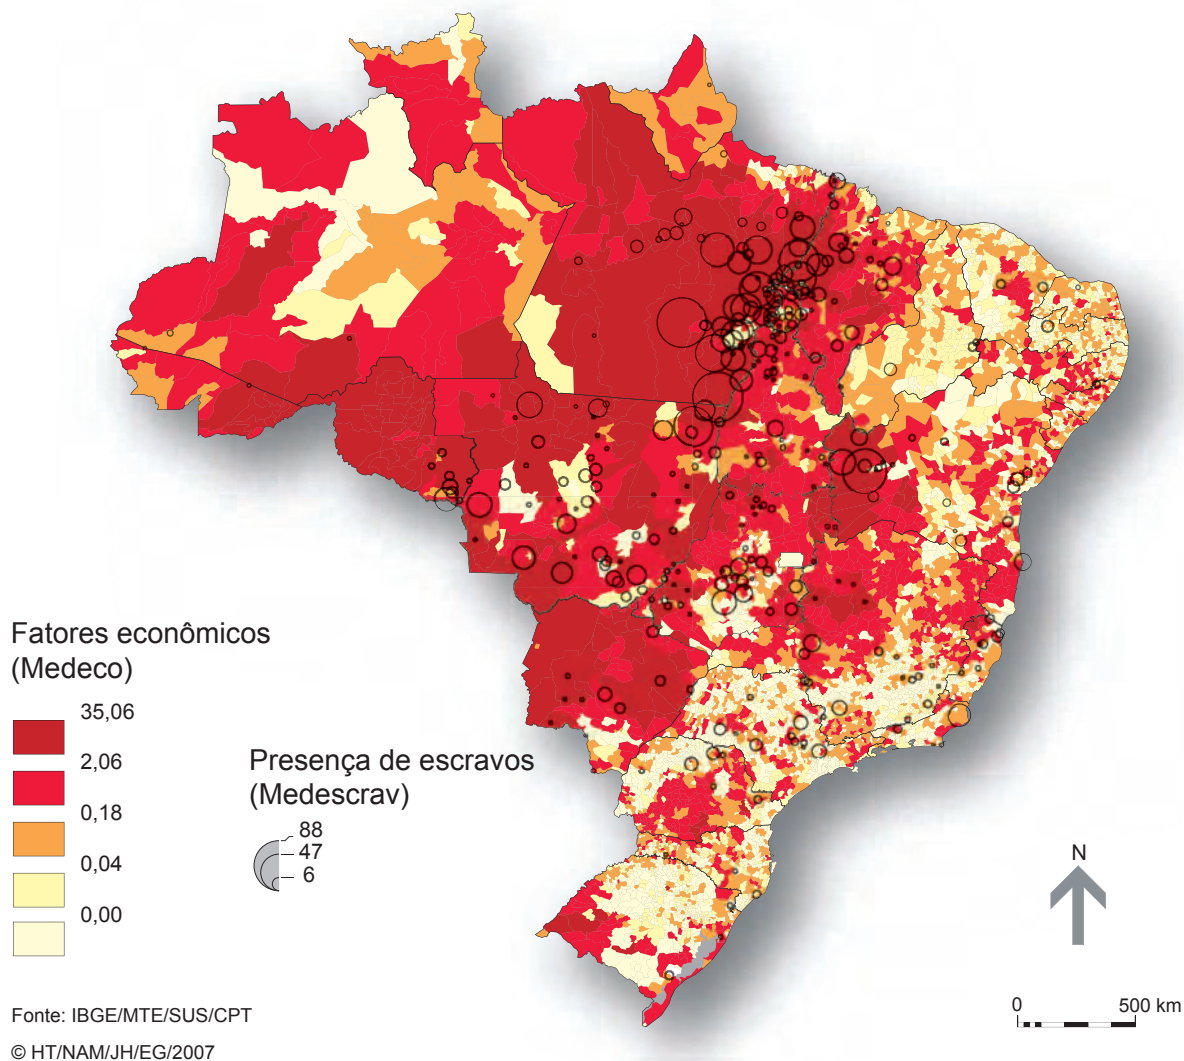 Fatores econômicos
(Medeco)
35,06
2,06
0,18
0,04
0,00
Presença de escravos
(Medescrav)
88
47
6
N
0 500 km
Fonte: IBGE/MTE/SUS/CPT
© HT/NAM/JH/EG/2007